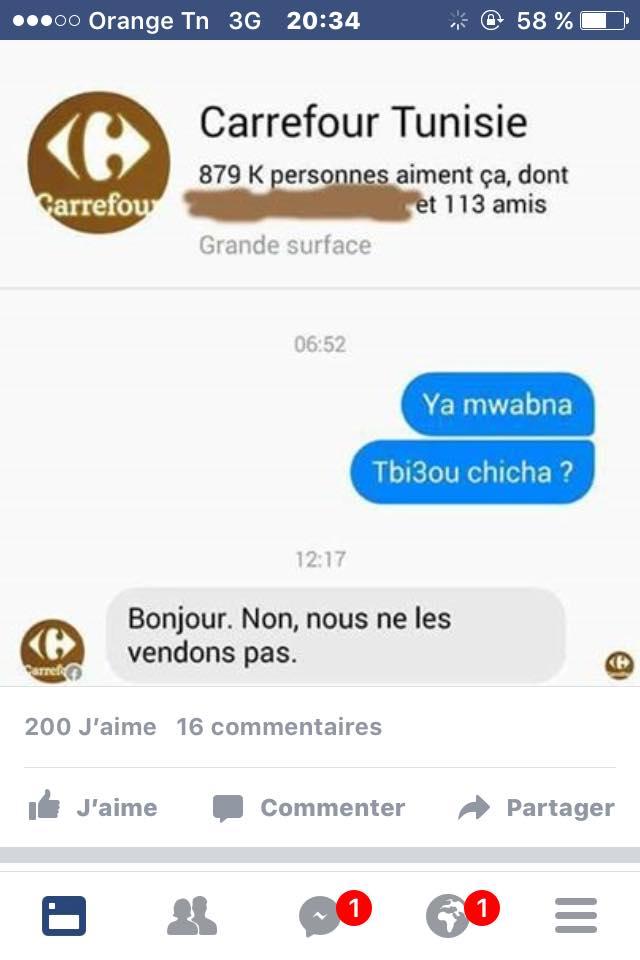 Orange Tn 3G 20:34 58 %
Carrefour
Carrefour Tunisie
879 K personnes aiment ça, dont
et 113 amis
Grande surface
06:52
Ya mwabna
Tbi3ou chicha ?
12:17
Bonjour. Non, nous ne les
vendons pas.
200 J’aime 16 commentaires
J’aime Commenter Partager
1 1